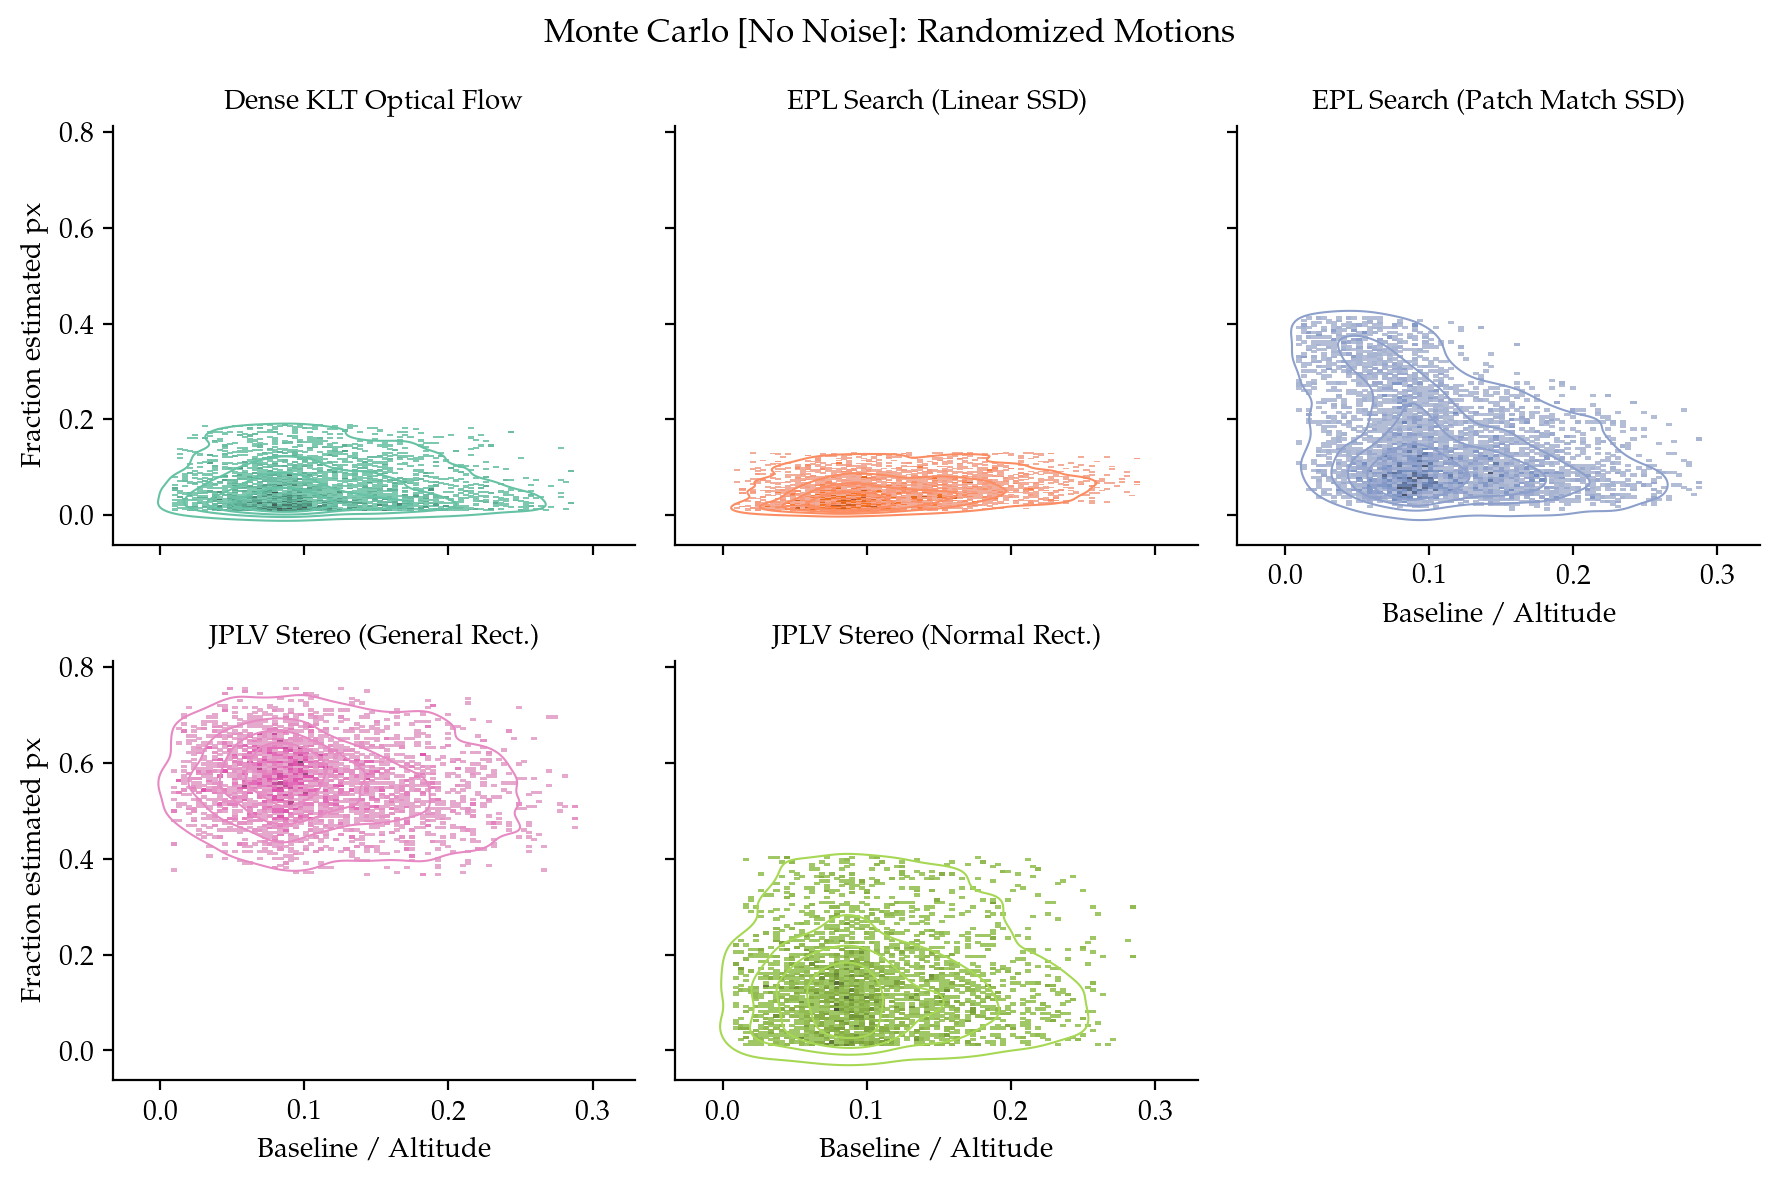 Monte Carlo [No Noise]: Randomized Motions
Dense KLT Optical Flow
EPL Search (Linear SSD)
EPL Search (Patch Match SSD)
0.8
0.6
0.4
0.2
0.0
Fraction estimated px
0.0 0.1 0.2 0.3
Baseline / Altitude
JPLV Stereo (General Rect.)
JPLV Stereo (Normal Rect.)
0.8
0.6
0.4
0.2
0.0
Fraction estimated px
0.0 0.1 0.2 0.3
0.0 0.1 0.2 0.3
Baseline / Altitude
Baseline / Altitude